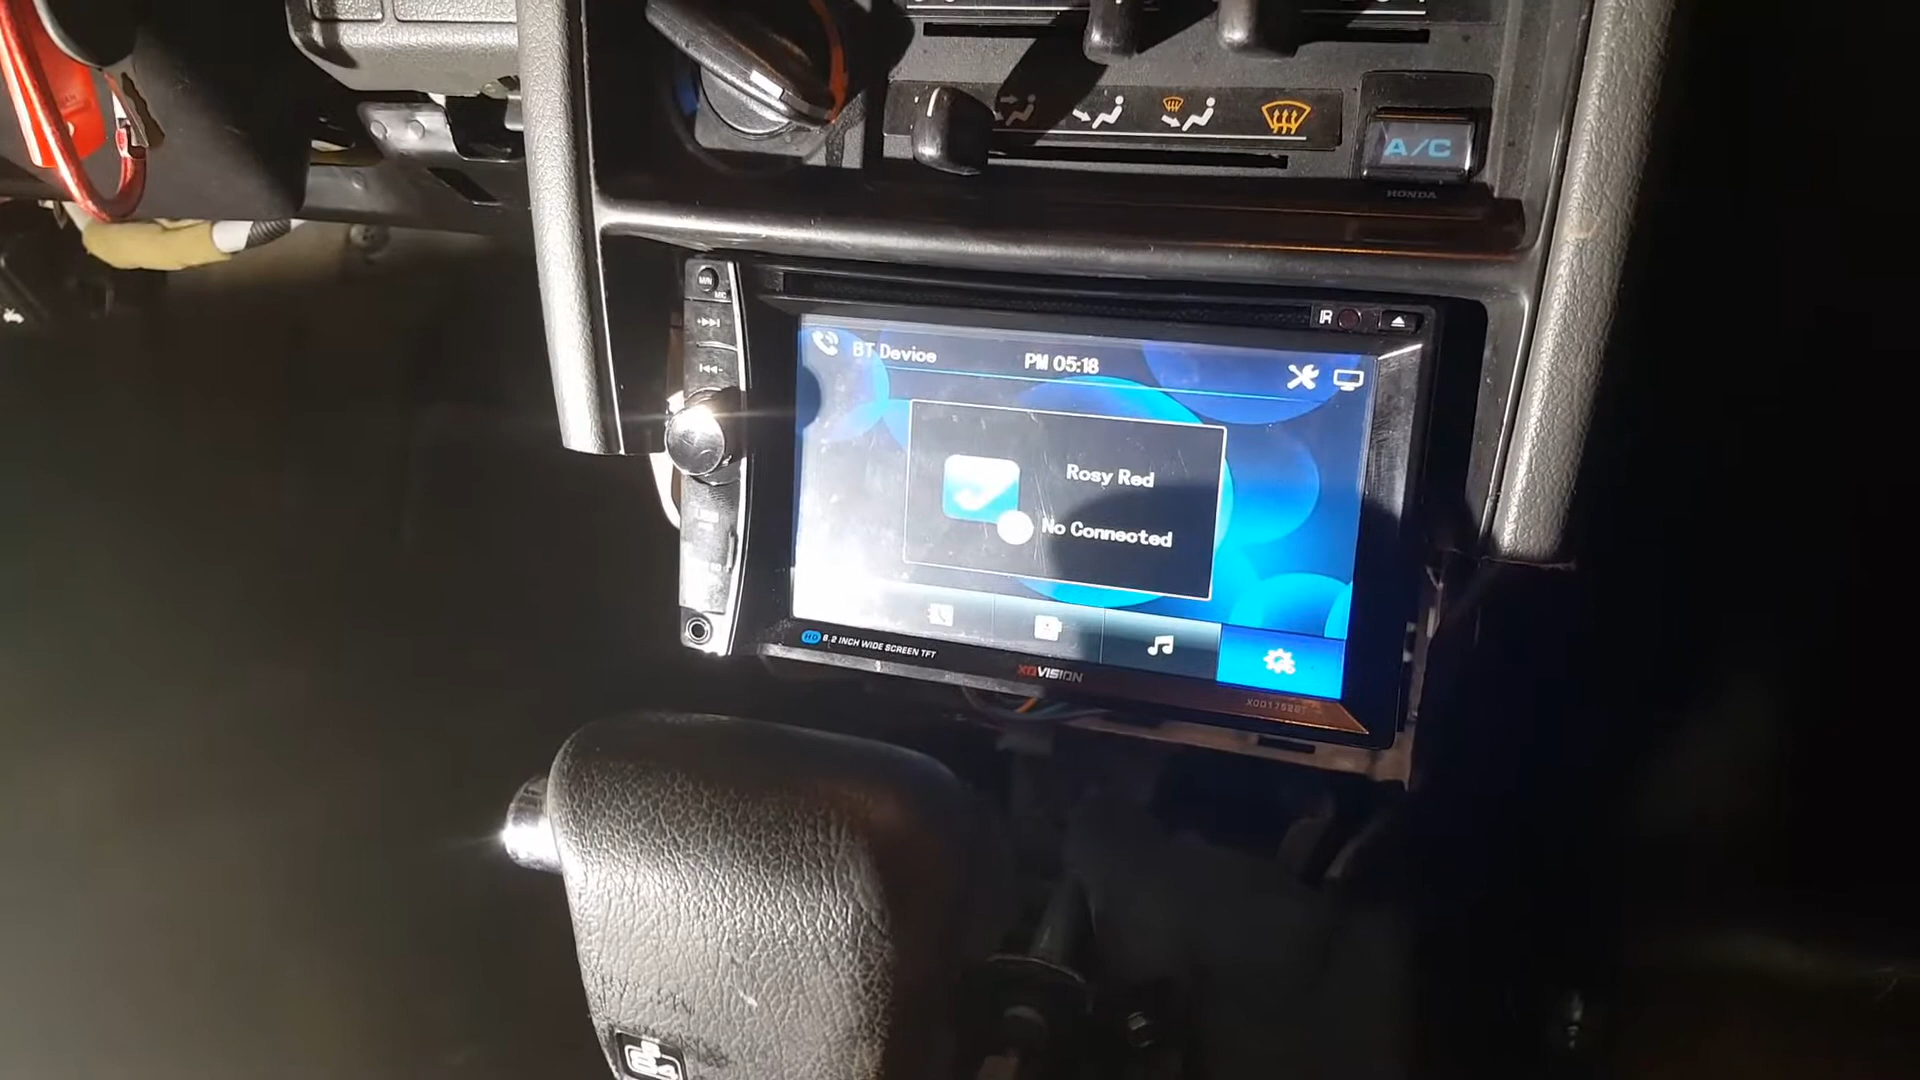 A/C
HONDA
M/N
MIC
IR
BT Device
PM 05:18
Rosy Red
No Connected
HD 6.2 INCH WIDE SCREEN TFT
XOVISION